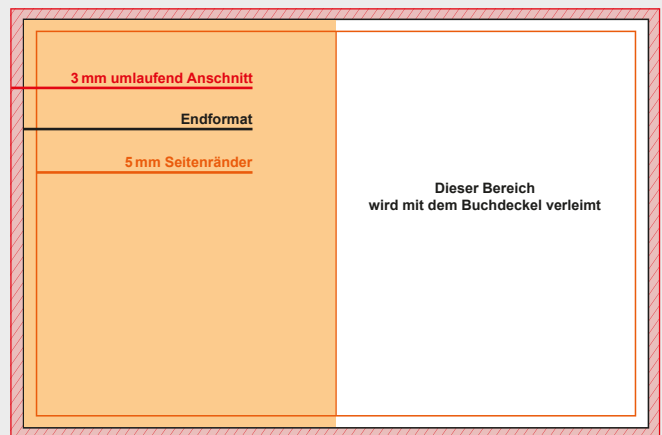 3 mm umlaufend Anschnitt
Endformat
5 mm Seitenränder
Dieser Bereich
wird mit dem Buchdeckel verleimt